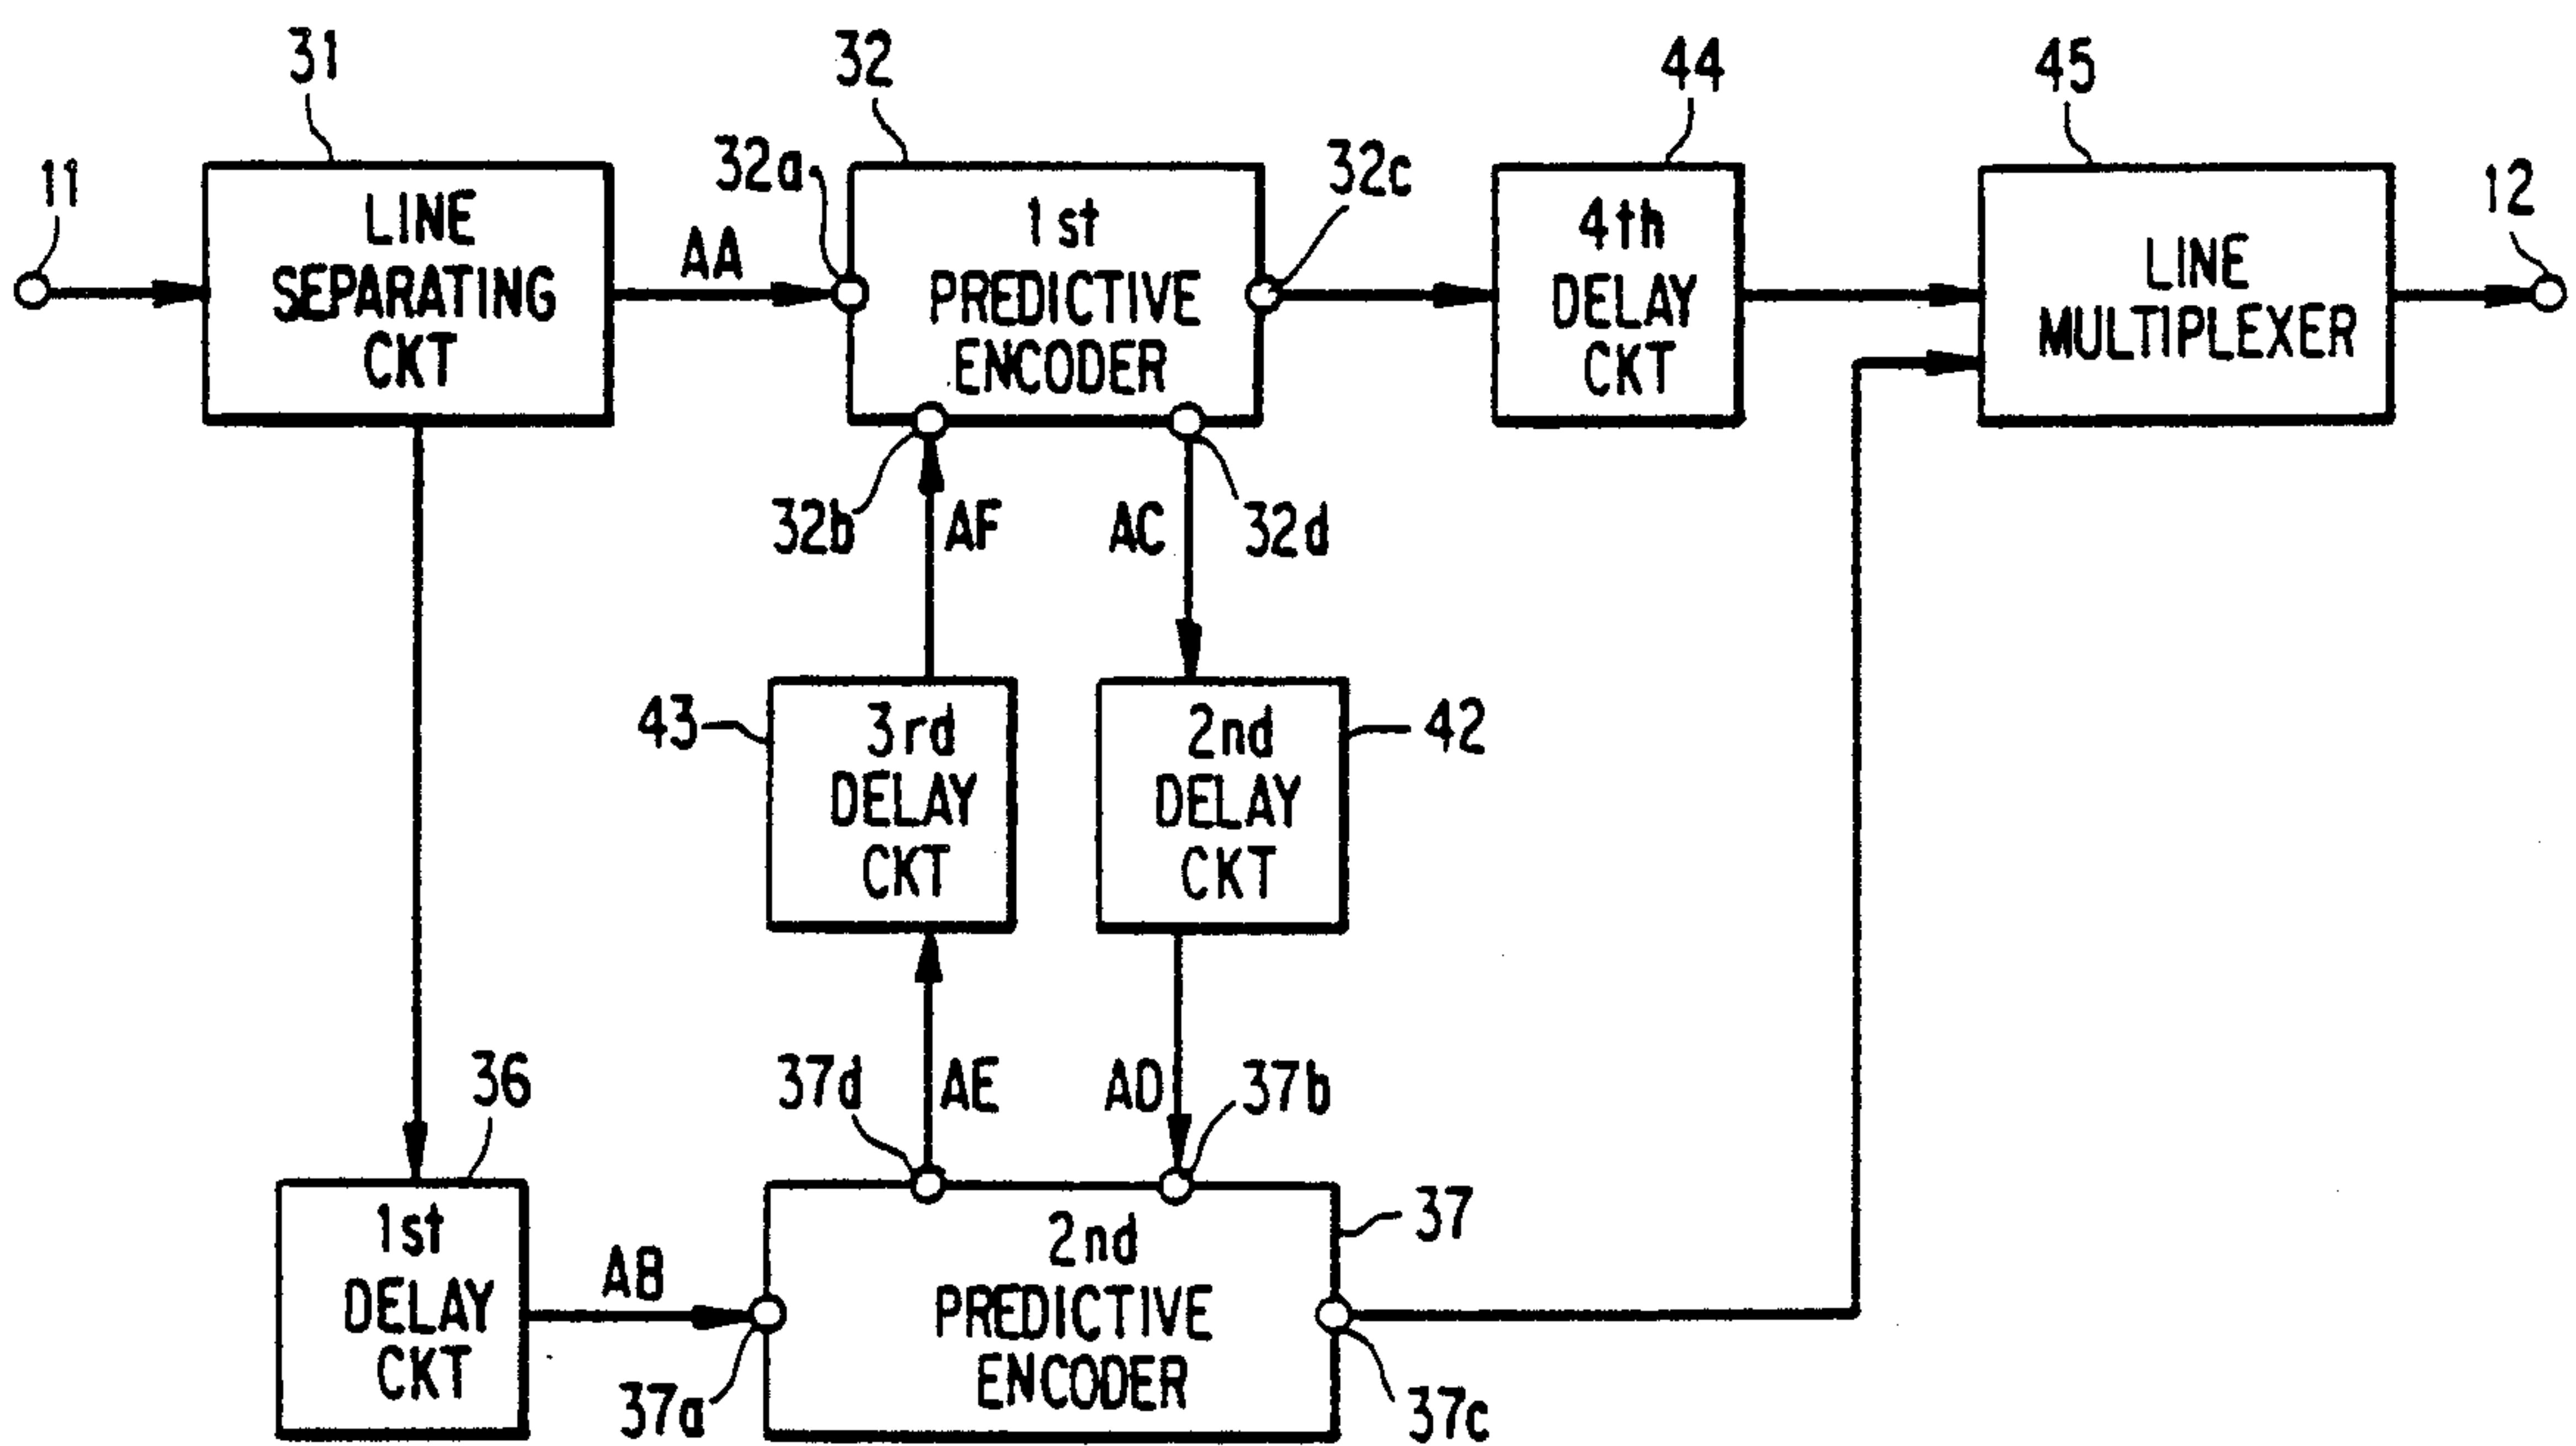 31
32
44
45
11
32a
32c
12
LINE
SEPARATING
CKT
AA
1st
PREDICTIVE
ENCODER
4th
DELAY
CKT
LINE
MULTIPLEXER
32b
AF
AC
32d
43
3rd
DELAY
CKT
2nd
DELAY
CKT
42
36
37d
AE
AD
37b
1st
DELAY
CKT
AB
37a
2nd
PREDICTIVE
ENCODER
37
37c